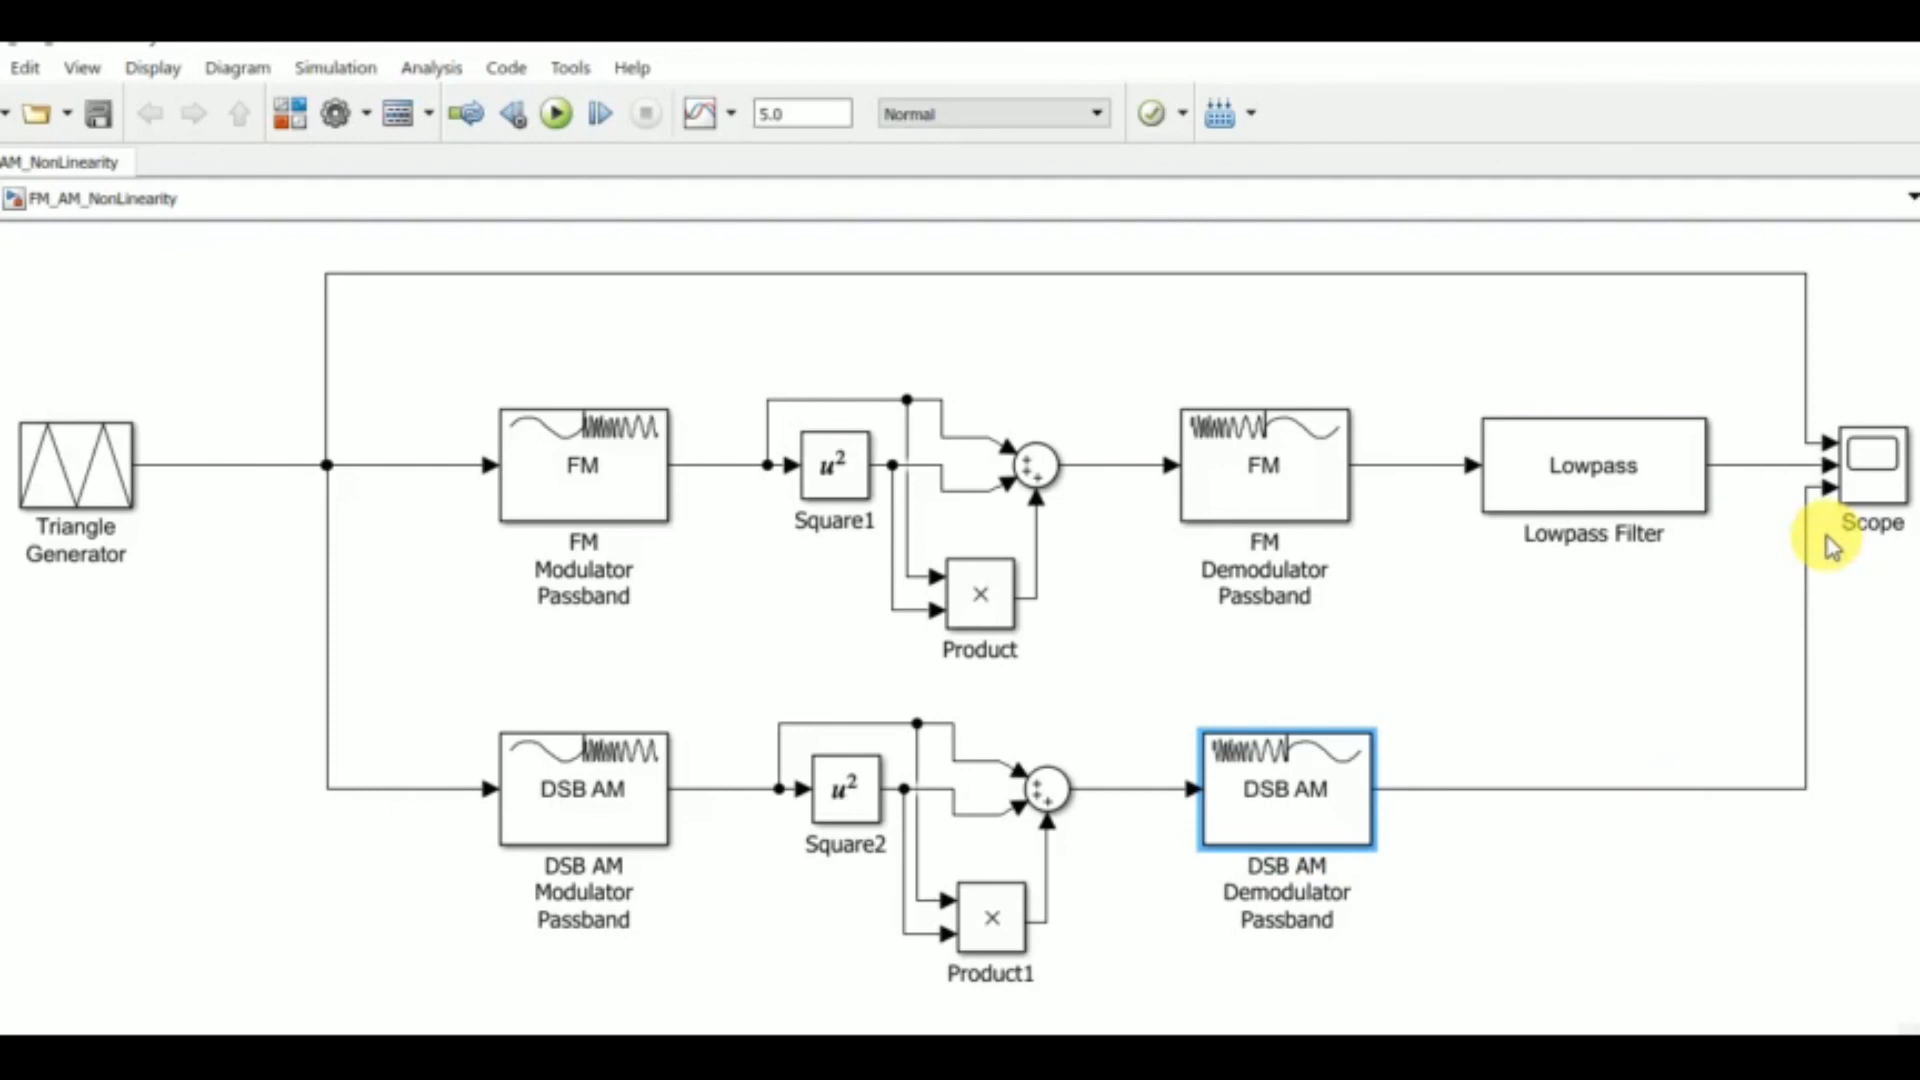 Edit View Display Diagram Simulation Analysis Code Tools Help
5.0 Normal
AM_NonLinearity
FM_AM_NonLinearity
Triangle
Generator
FM
FM
Modulator
Passband
u²
Square1
×
Product
FM
FM
Demodulator
Passband
Lowpass
Lowpass Filter
Scope
DSB AM
DSB AM
Modulator
Passband
u²
Square2
×
Product1
DSB AM
DSB AM
Demodulator
Passband